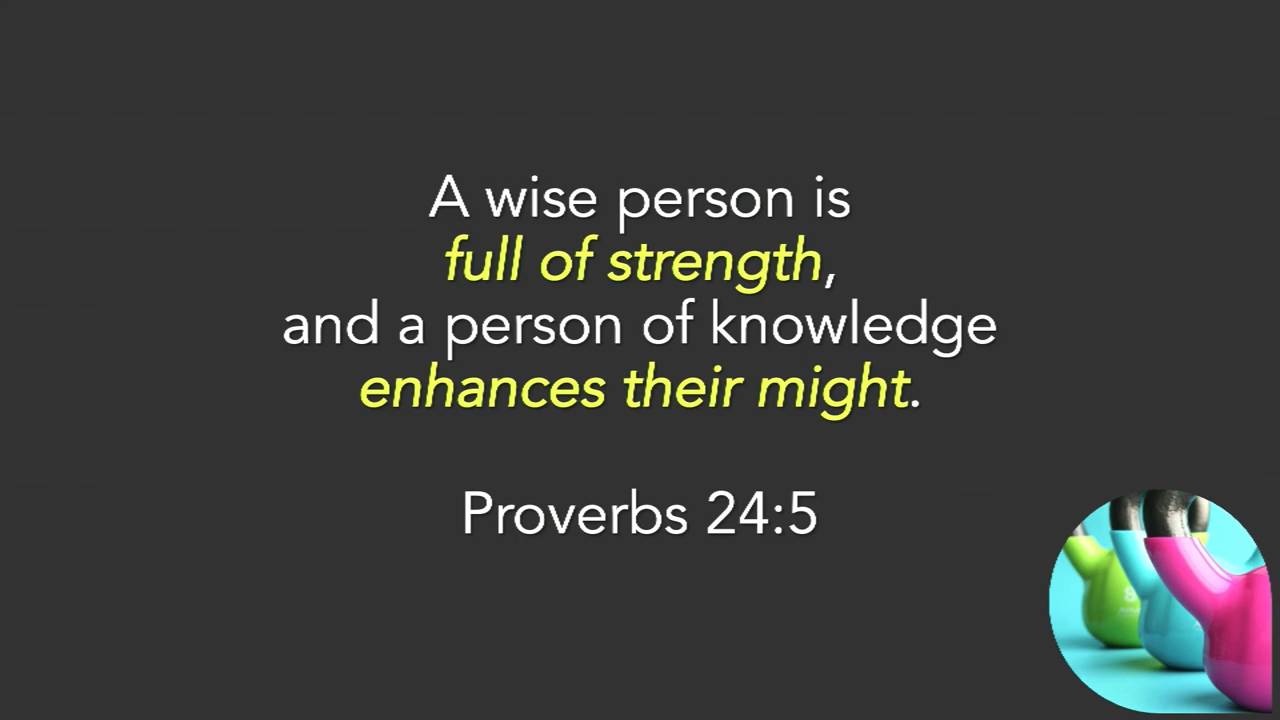 A wise person is
full of strength,
and a person of knowledge
enhances their might.
Proverbs 24:5